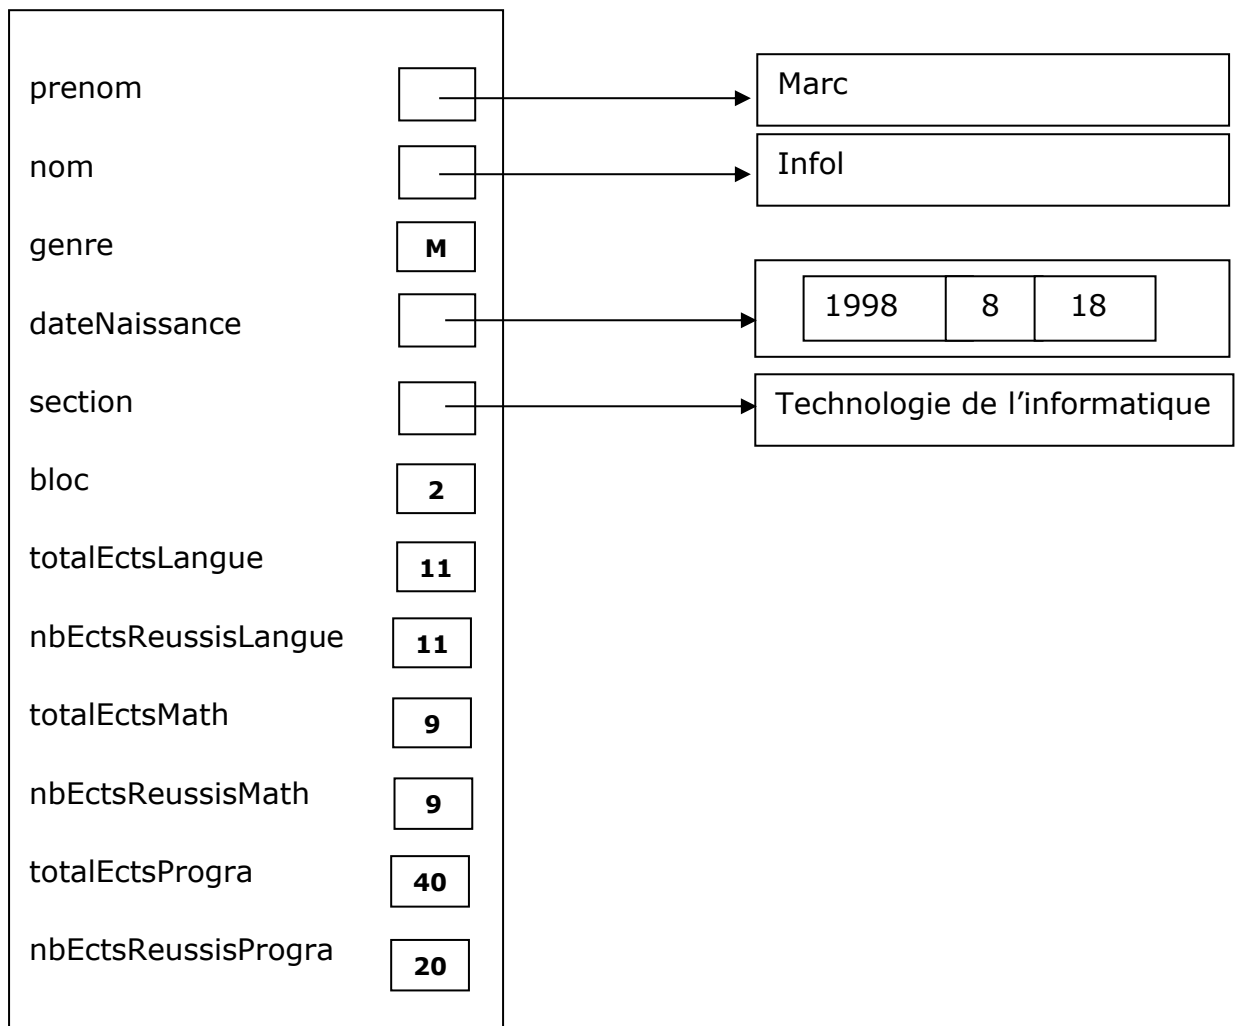 prenom Marc
nom Infol
genre M
dateNaissance 1998 8 18
section Technologie de l’informatique
bloc 2
totalEctsLangue 11
nbEctsReussisLangue 11
totalEctsMath 9
nbEctsReussisMath 9
totalEctsProgra 40
nbEctsReussisProgra 20